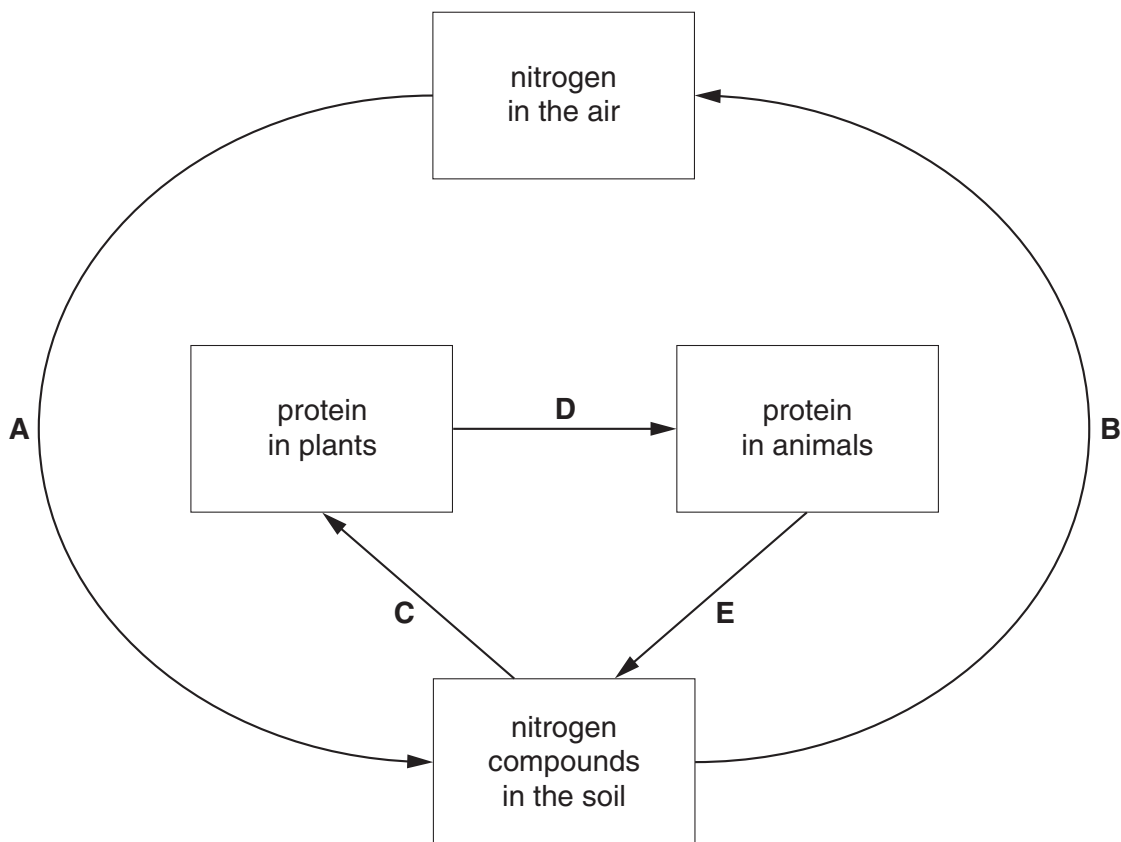 nitrogen
in the air
A
protein
in plants
D
protein
in animals
B
C
E
nitrogen
compounds
in the soil